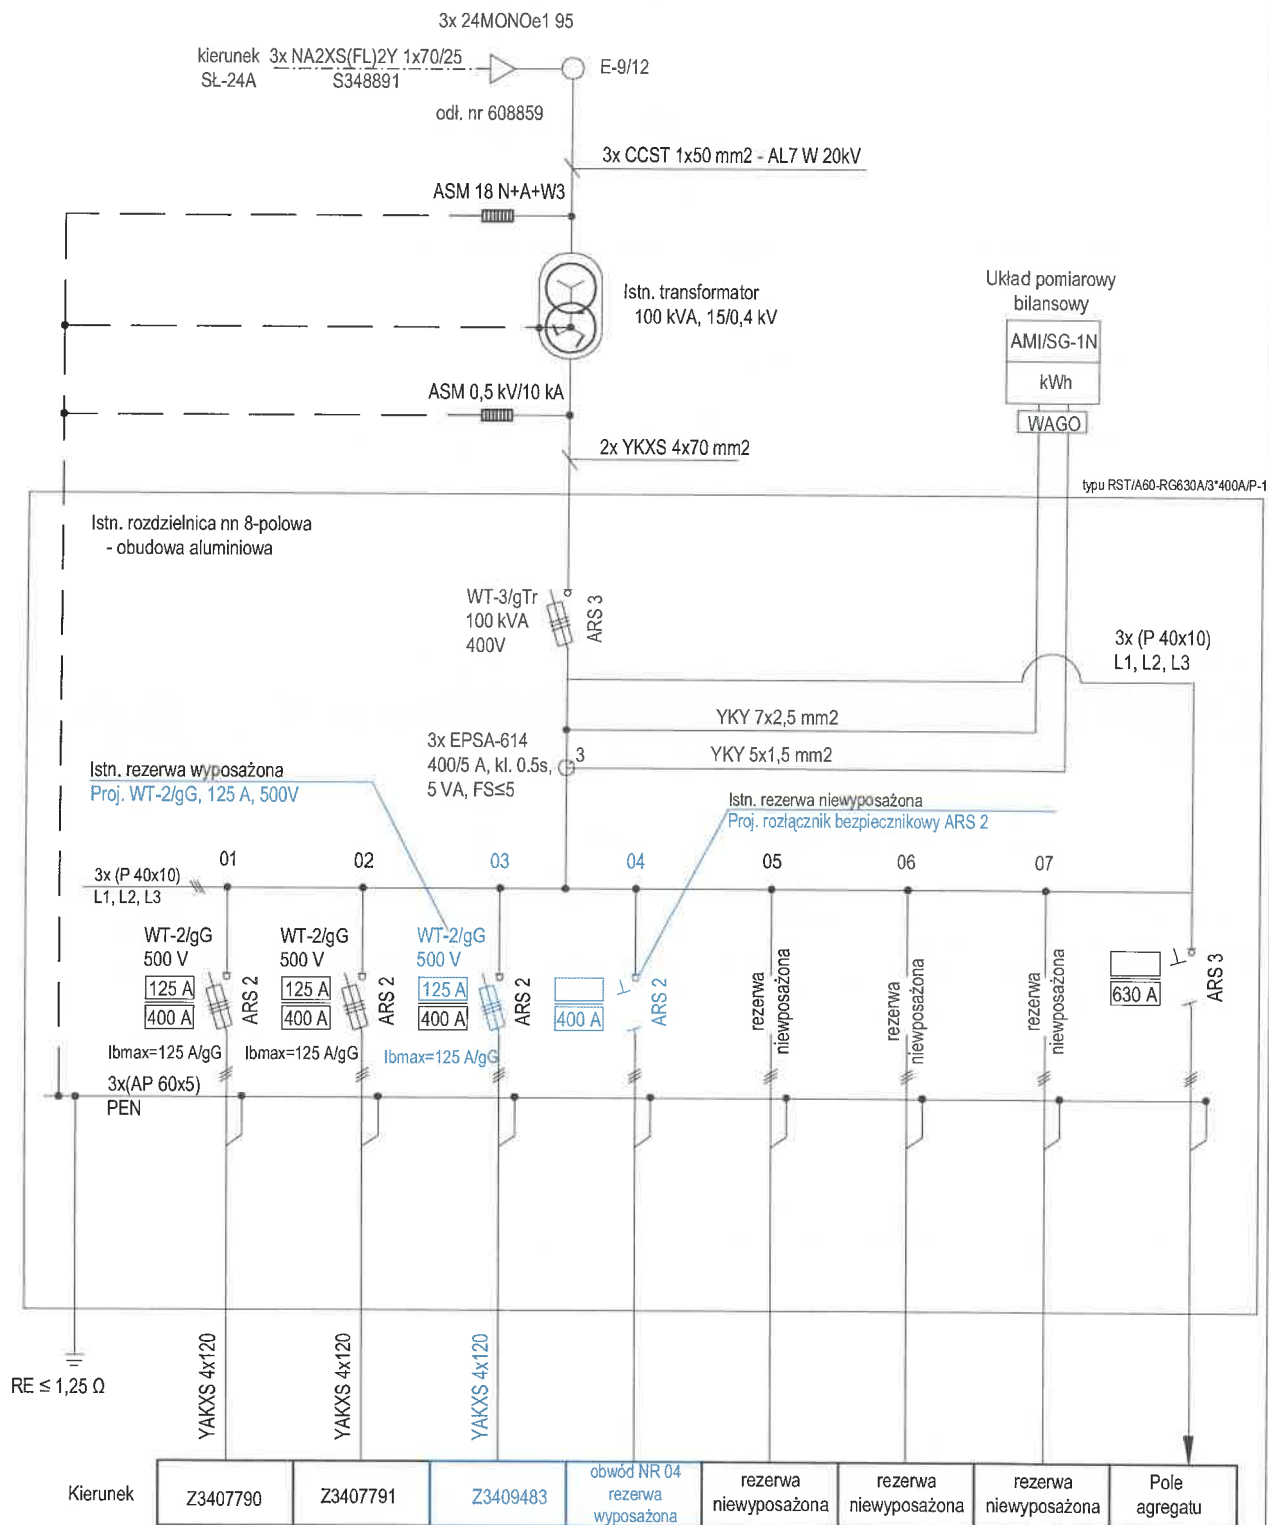 3x 24MONOe1 95
kierunek
SŁ-24A
3x NA2XS(FL)2Y 1x70/25
S348891
E-9/12
odł. nr 608859
3x CCST 1x50 mm2 - AL7 W 20kV
ASM 18 N+A+W3
Istn. transformator
100 kVA, 15/0,4 kV
Układ pomiarowy
bilansowy
AMI/SG-1N
kWh
WAGO
ASM 0,5 kV/10 kA
2x YKXS 4x70 mm2
typu RST/A60-RG630A/3*400A/P-1
Istn. rozdzielnica nn 8-polowa
- obudowa aluminiowa
WT-3/gTr
100 kVA
400V
ARS 3
3x (P 40x10)
L1, L2, L3
YKY 7x2,5 mm2
3x EPSA-614
400/5 A, kl. 0.5s,
5 VA, FS≤5
3
YKY 5x1,5 mm2
Istn. rezerwa wyposażona
Proj. WT-2/gG, 125 A, 500V
Istn. rezerwa niewyposażona
Proj. rozłącznik bezpiecznikowy ARS 2
01
02
03
04
05
06
07
3x (P 40x10)
L1, L2, L3
WT-2/gG
500 V
125 A
400 A
ARS 2
Ibmax=125 A/gG
WT-2/gG
500 V
125 A
400 A
ARS 2
Ibmax=125 A/gG
WT-2/gG
500 V
125 A
400 A
ARS 2
Ibmax=125 A/gG
400 A
ARS 2
rezerwa
niewyposażona
rezerwa
niewyposażona
rezerwa
niewyposażona
630 A
ARS 3
3x(AP 60x5)
PEN
RE ≤ 1,25 Ω
YAKXS 4x120
YAKXS 4x120
YAKXS 4x120
Kierunek
Z3407790
Z3407791
Z3409483
obwód NR 04
rezerwa
wyposażona
rezerwa
niewyposażona
rezerwa
niewyposażona
rezerwa
niewyposażona
Pole
agregatu